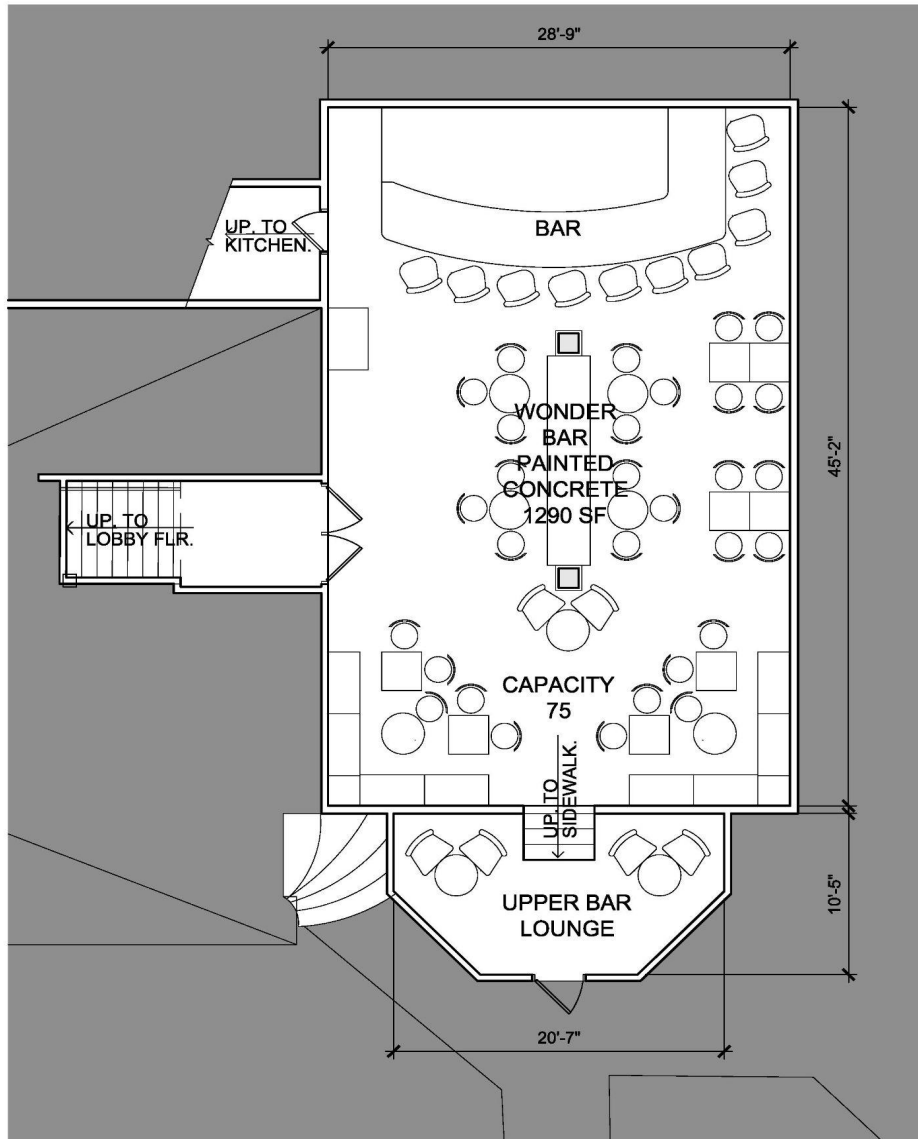 28'-9"
BAR
UP. TO
KITCHEN.
WONDER
BAR
PAINTED
CONCRETE
1290 SF
45'-2"
UP. TO
LOBBY FLR.
CAPACITY
75
UP. TO
SIDEWALK.
UPPER BAR
LOUNGE
10'-5"
20'-7"